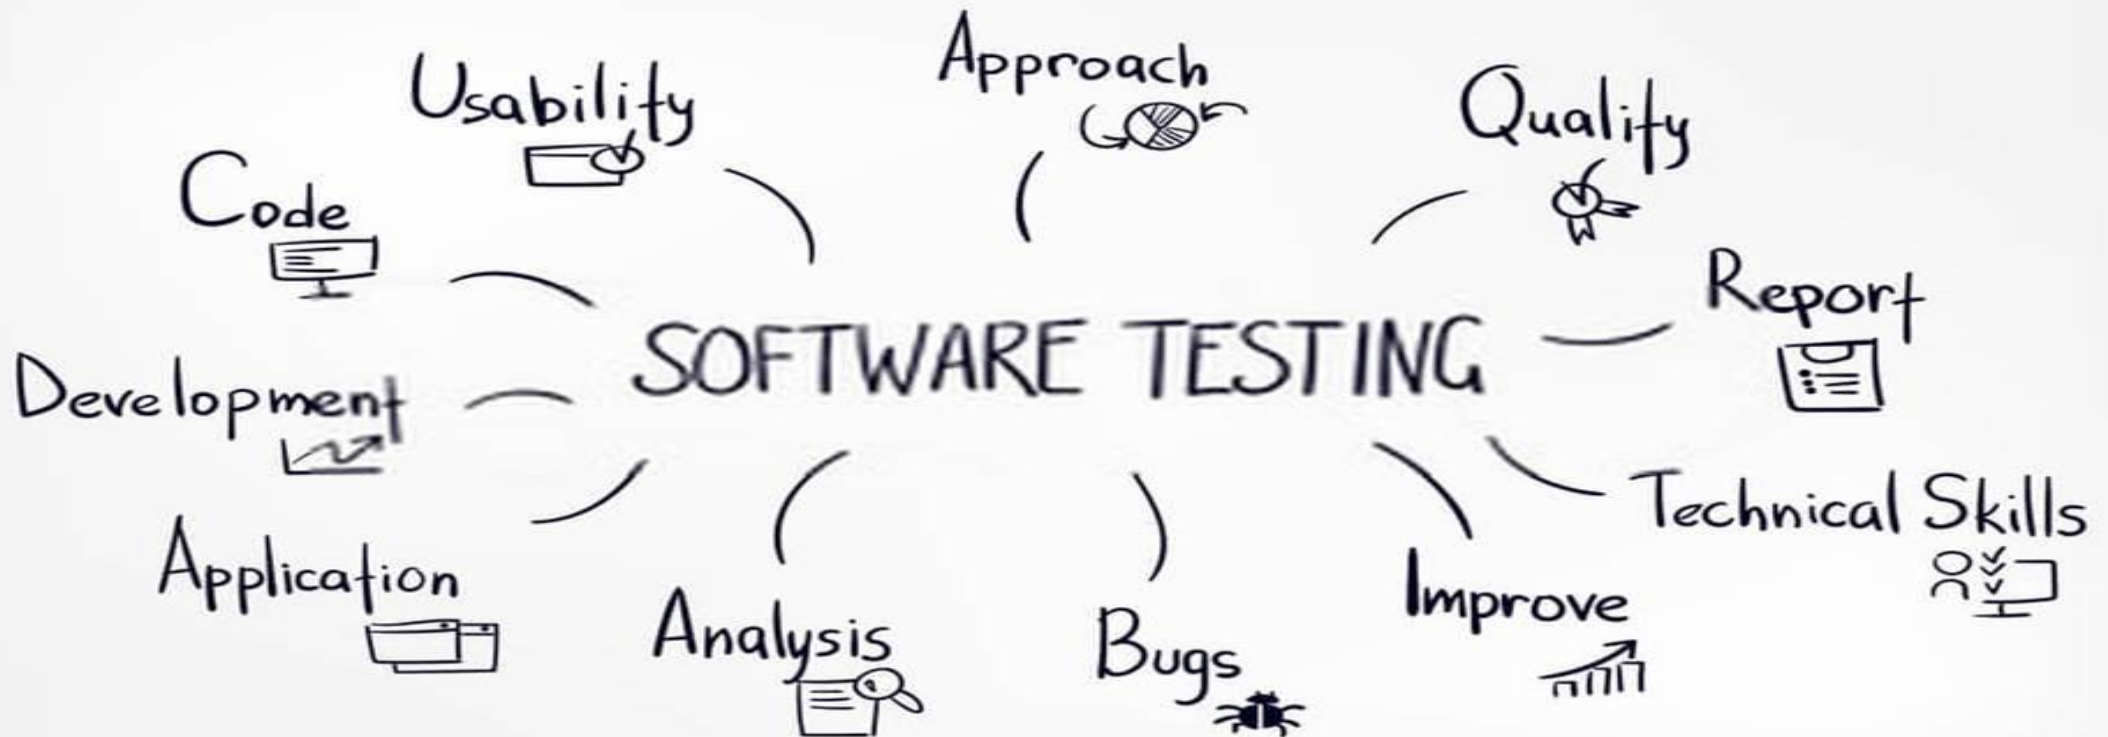 Approach
Usability
Quality
Code
Report
SOFTWARE TESTING
Development
Technical Skills
Application
Improve
Analysis
Bugs